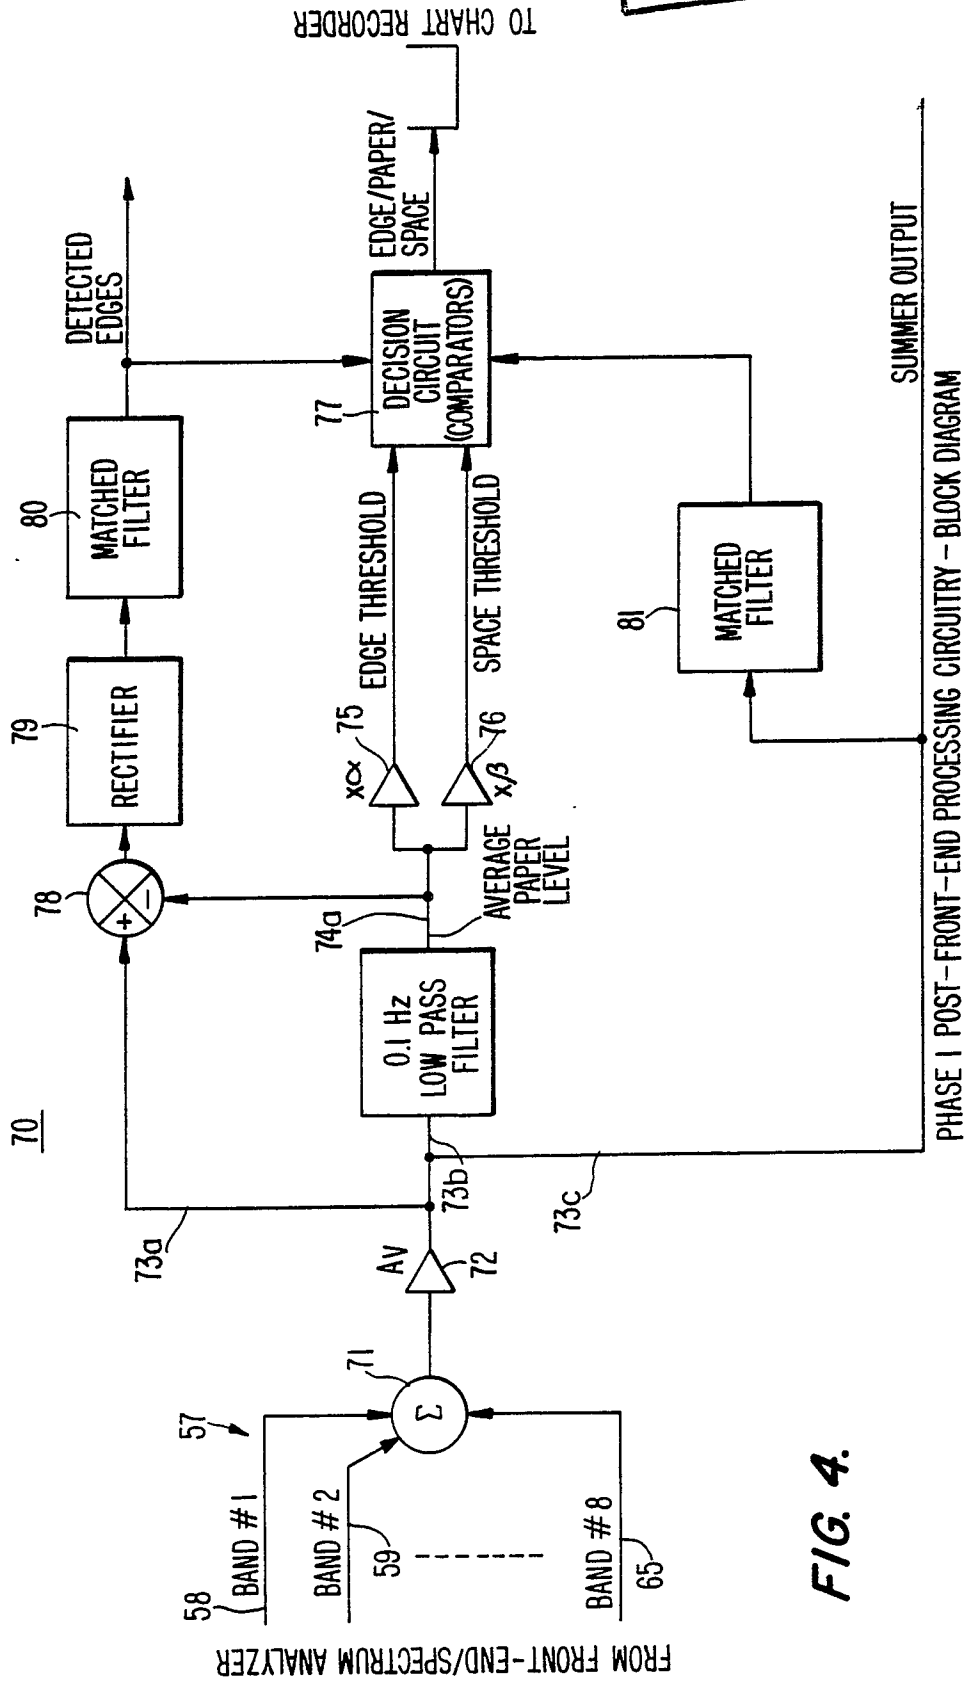 70
FROM FRONT-END/SPECTRUM ANALYZER
58
BAND #1
57
BAND #2
59
BAND #8
65
Σ
71
AV
72
73a
73b
73c
0.1 Hz
LOW PASS
FILTER
74a
AVERAGE
PAPER
LEVEL
78
+
−
79
RECTIFIER
80
MATCHED
FILTER
DETECTED
EDGES
Xα
75
EDGE THRESHOLD
Xβ
76
SPACE THRESHOLD
77
DECISION
CIRCUIT
(COMPARATORS)
EDGE/PAPER/
SPACE
TO CHART RECORDER
81
MATCHED
FILTER
SUMMER OUTPUT
PHASE I POST-FRONT-END PROCESSING CIRCUITRY-BLOCK DIAGRAM
FIG. 4.